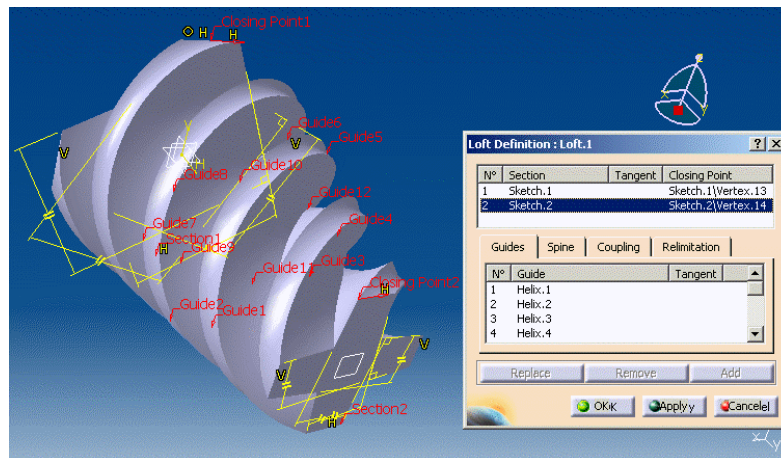 Closing Point1
H
H
V
Guide6
V
Guide5
Guide10
H
Guide8
Guide12
Guide7
Guide4
Section1
H
Guide9
Guide11
Guide3
Closing Point2
H
Guide2
Guide1
V
V
Section2
H
Loft Definition : Loft.1
N° Section Tangent Closing Point
1 Sketch.1 Sketch.1\Vertex.13
2 Sketch.2 Sketch.2\Vertex.14
Guides Spine Coupling Relimitation
N° Guide Tangent
1 Helix.1
2 Helix.2
3 Helix.3
4 Helix.4
Replace Remove Add
OKK Applyy Cancelel
x y